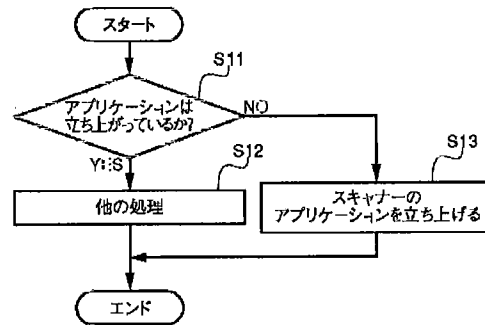 スタート
S11
アプリケーションは
立ち上がっているか?
NO
YES
S12
他の処理
S13
スキャナーの
アプリケーションを立ち上げる
エンド